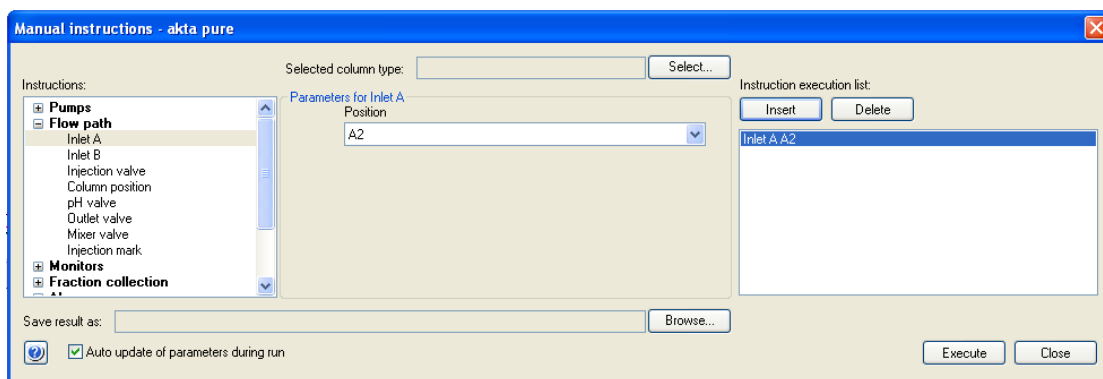 Manual instructions - akta pure
Selected column type:
Select...
Instructions:
Pumps
Flow path
Inlet A
Inlet B
Injection valve
Column position
pH valve
Outlet valve
Mixer valve
Injection mark
Monitors
Fraction collection
Parameters for Inlet A
Position
A2
Instruction execution list:
Insert Delete
Inlet A A2
Save result as:
Browse...
Auto update of parameters during run
Execute Close